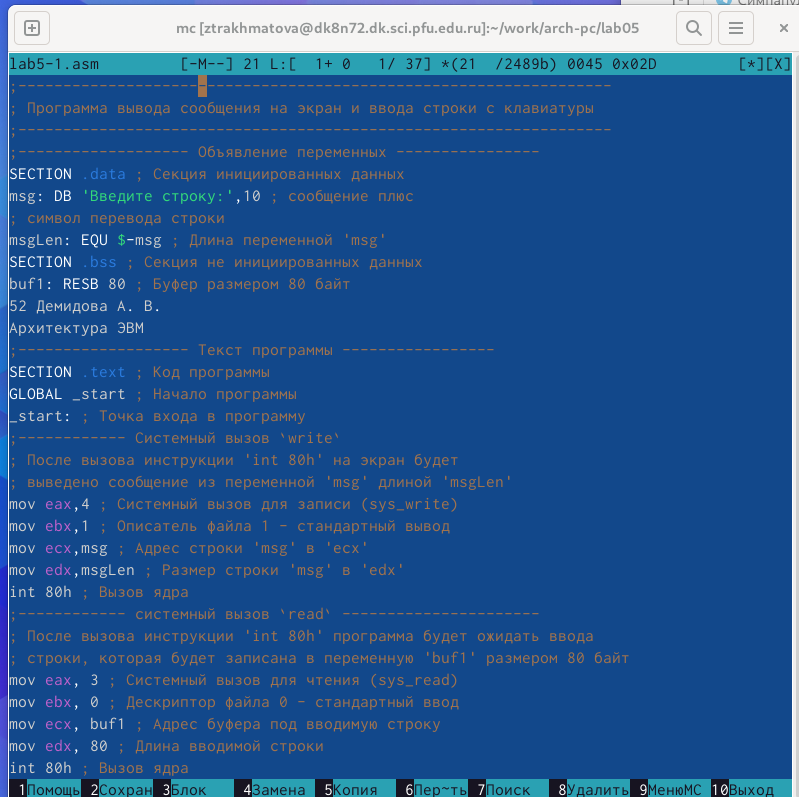 Симпапул
mc [ztrakhmatova@dk8n72.dk.sci.pfu.edu.ru]:~/work/arch-pc/lab05
lab5-1.asm [-M--] 21 L:[ 1+ 0 1/ 37] *(21 /2489b) 0045 0x02D [*][X]
;------------------------------------------------------------------
; Программа вывода сообщения на экран и ввода строки с клавиатуры
;------------------------------------------------------------------
;------------------- Объявление переменных ----------------
SECTION .data ; Секция инициированных данных
msg: DB 'Введите строку:',10 ; сообщение плюс
; символ перевода строки
msgLen: EQU $-msg ; Длина переменной 'msg'
SECTION .bss ; Секция не инициированных данных
buf1: RESB 80 ; Буфер размером 80 байт
52 Демидова А. В.
Архитектура ЭВМ
;------------------- Текст программы -----------------
SECTION .text ; Код программы
GLOBAL _start ; Начало программы
_start: ; Точка входа в программу
;------------ Системный вызов `write`
; После вызова инструкции 'int 80h' на экран будет
; выведено сообщение из переменной 'msg' длиной 'msgLen'
mov eax,4 ; Системный вызов для записи (sys_write)
mov ebx,1 ; Описатель файла 1 - стандартный вывод
mov ecx,msg ; Адрес строки 'msg' в 'ecx'
mov edx,msgLen ; Размер строки 'msg' в 'edx'
int 80h ; Вызов ядра
;------------ системный вызов `read` ----------------------
; После вызова инструкции 'int 80h' программа будет ожидать ввода
; строки, которая будет записана в переменную 'buf1' размером 80 байт
mov eax, 3 ; Системный вызов для чтения (sys_read)
mov ebx, 0 ; Дескриптор файла 0 - стандартный ввод
mov ecx, buf1 ; Адрес буфера под вводимую строку
mov edx, 80 ; Длина вводимой строки
int 80h ; Вызов ядра
1Помощь 2Сохран 3Блок 4Замена 5Копия 6Пер~ть 7Поиск 8Удалить 9МенюMC 10Выход